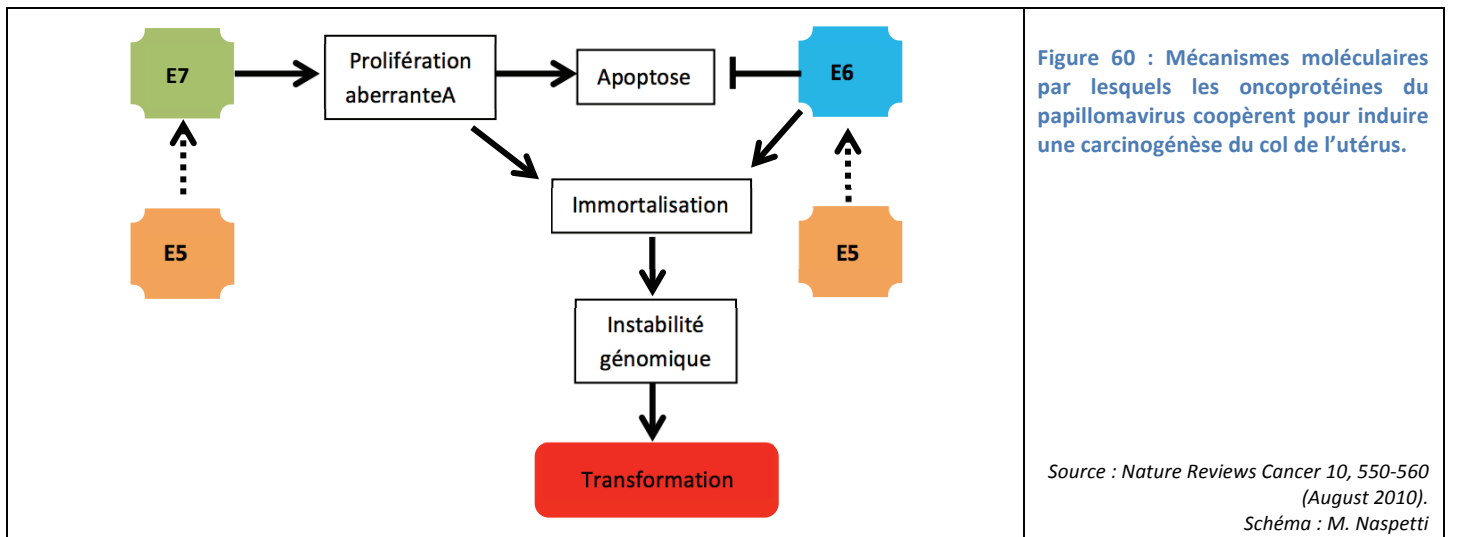 E7
Prolifération
aberranteA
Apoptose
E6
E5
Immortalisation
E5
Instabilité
génomique
Transformation
Figure 60 : Mécanismes moléculaires
par lesquels les oncoprotéines du
papillomavirus coopèrent pour induire
une carcinogénèse du col de l’utérus.
Source : Nature Reviews Cancer 10, 550-560
(August 2010).
Schéma : M. Naspetti